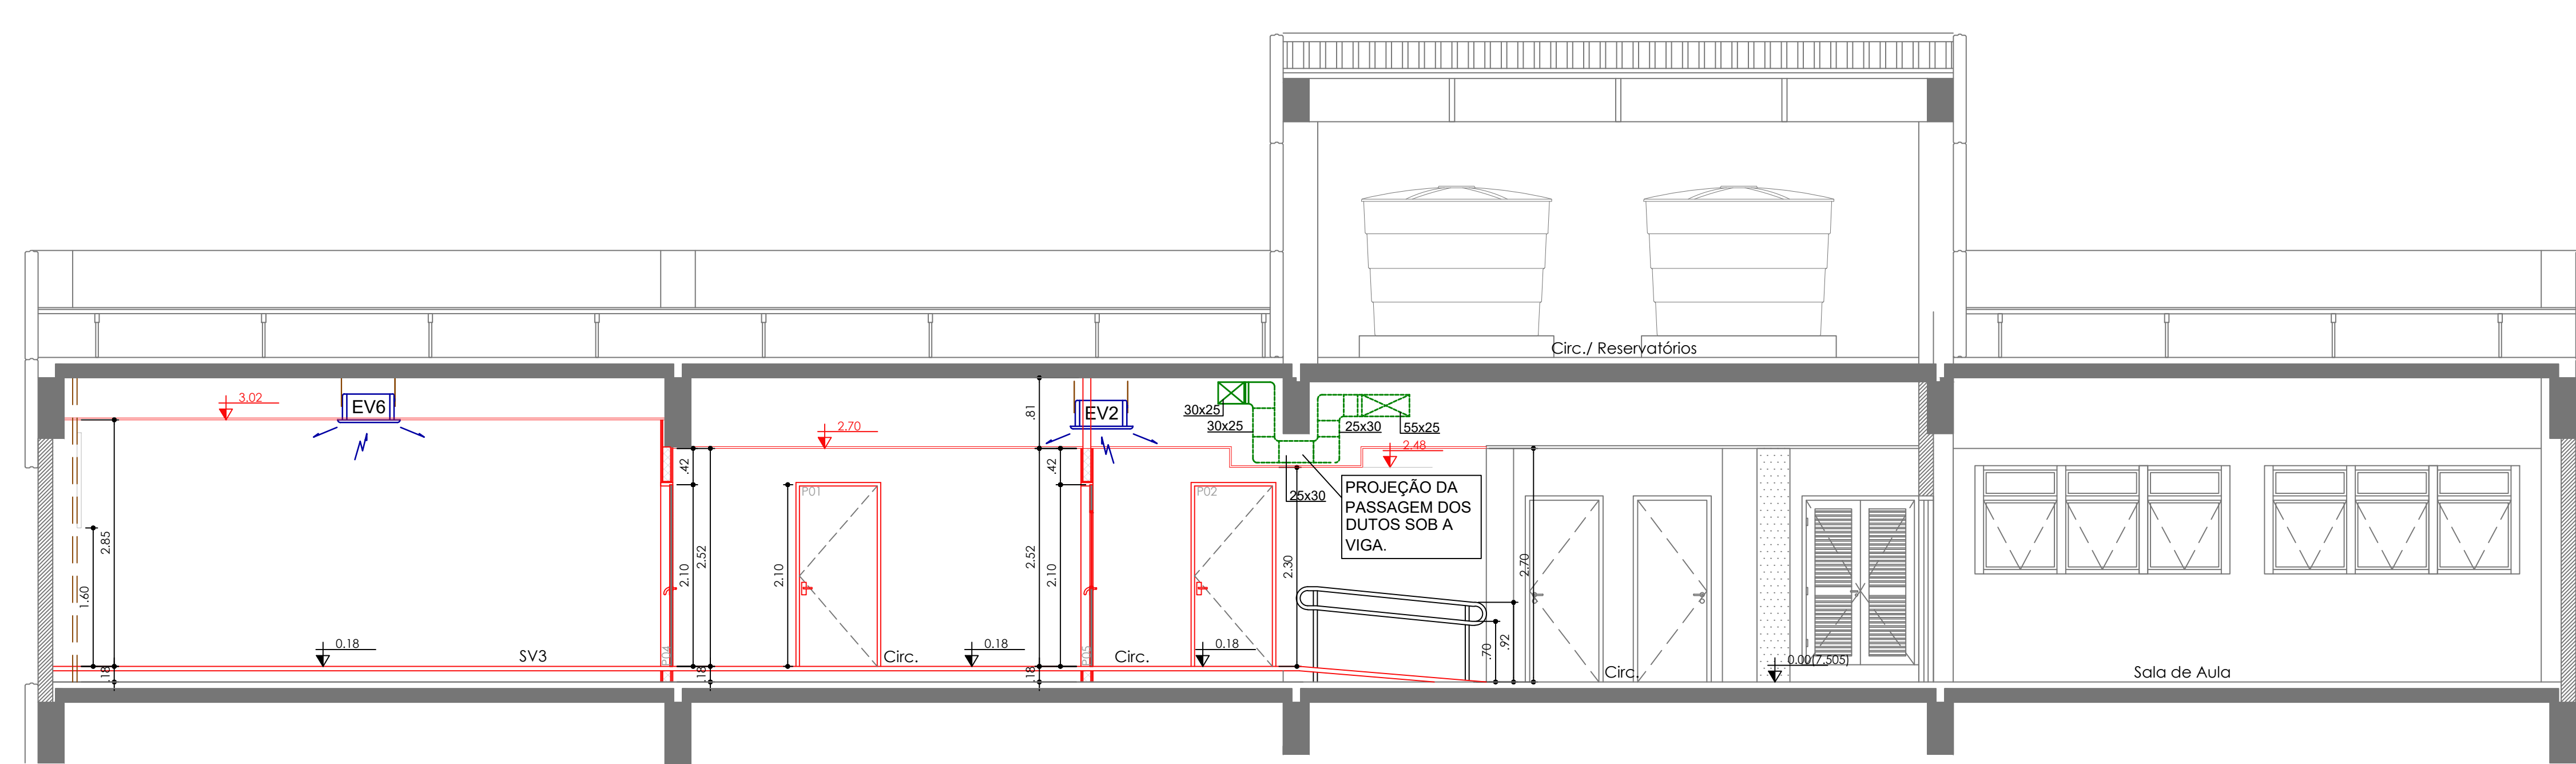 Circ./ Reservatórios
3.02
EV6
.81
EV2
30x25
30x25
25x30
55x25
2.70
2.48
.42
.42
P01
P02
25x30
PROJEÇÃO DA
PASSAGEM DOS
DUTOS SOB A
VIGA.
2.85
1.60
2.52
2.10
2.10
2.52
2.10
2.30
2.70
.92
.70
0.18
SV3
P04
Circ.
0.18
P05
Circ.
0.18
Circ.
0.00(7.505)
Sala de Aula
.18
.18
.18